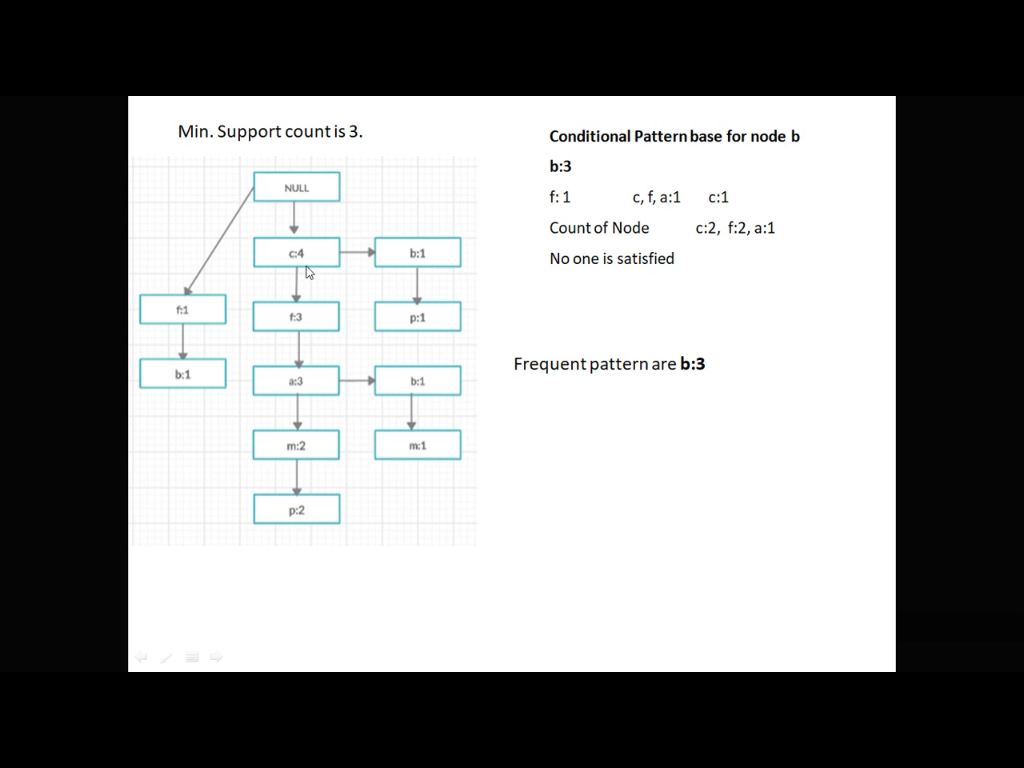 Min. Support count is 3.
NULL
c:4
b:1
f:1
f:3
p:1
b:1
a:3
b:1
m:2
m:1
p:2
Conditional Pattern base for node b
b:3
f: 1 c, f, a:1 c:1
Count of Node c:2, f:2, a:1
No one is satisfied
Frequent pattern are b:3